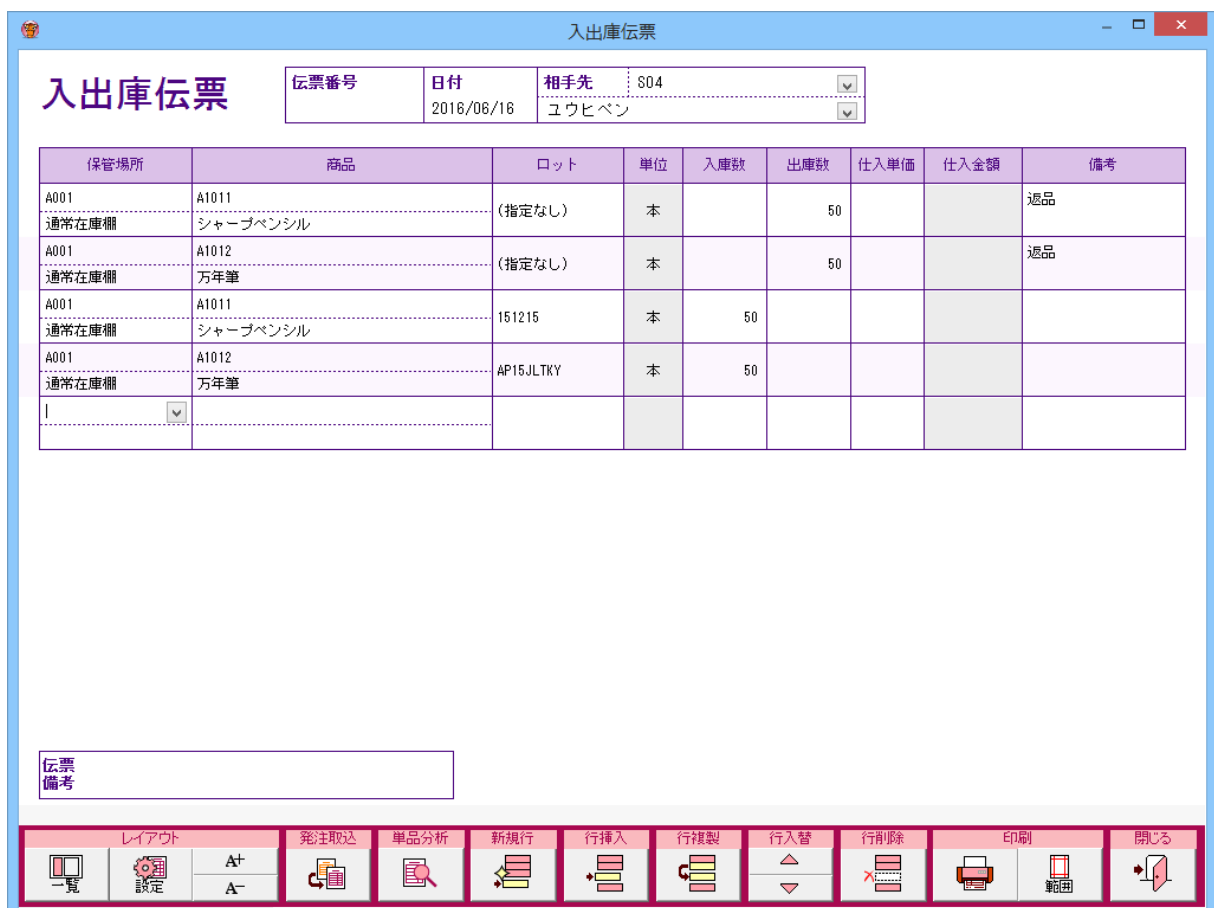 入出庫伝票
入出庫伝票
伝票番号 日付 相手先 S04
2016/06/16 ユウヒペン
保管場所 商品 ロット 単位 入庫数 出庫数 仕入単価 仕入金額 備考
A001 A1011 (指定なし) 本 50 返品
通常在庫棚 シャープペンシル
A001 A1012 (指定なし) 本 50 返品
通常在庫棚 万年筆
A001 A1011 151215 本 50
通常在庫棚 シャープペンシル
A001 A1012 AP15JLTKY 本 50
通常在庫棚 万年筆
伝票
備考
レイアウト 発注取込 単品分析 新規行 行挿入 行複製 行入替 行削除 印刷 閉じる
一覧 設定 A+ 範囲
A-